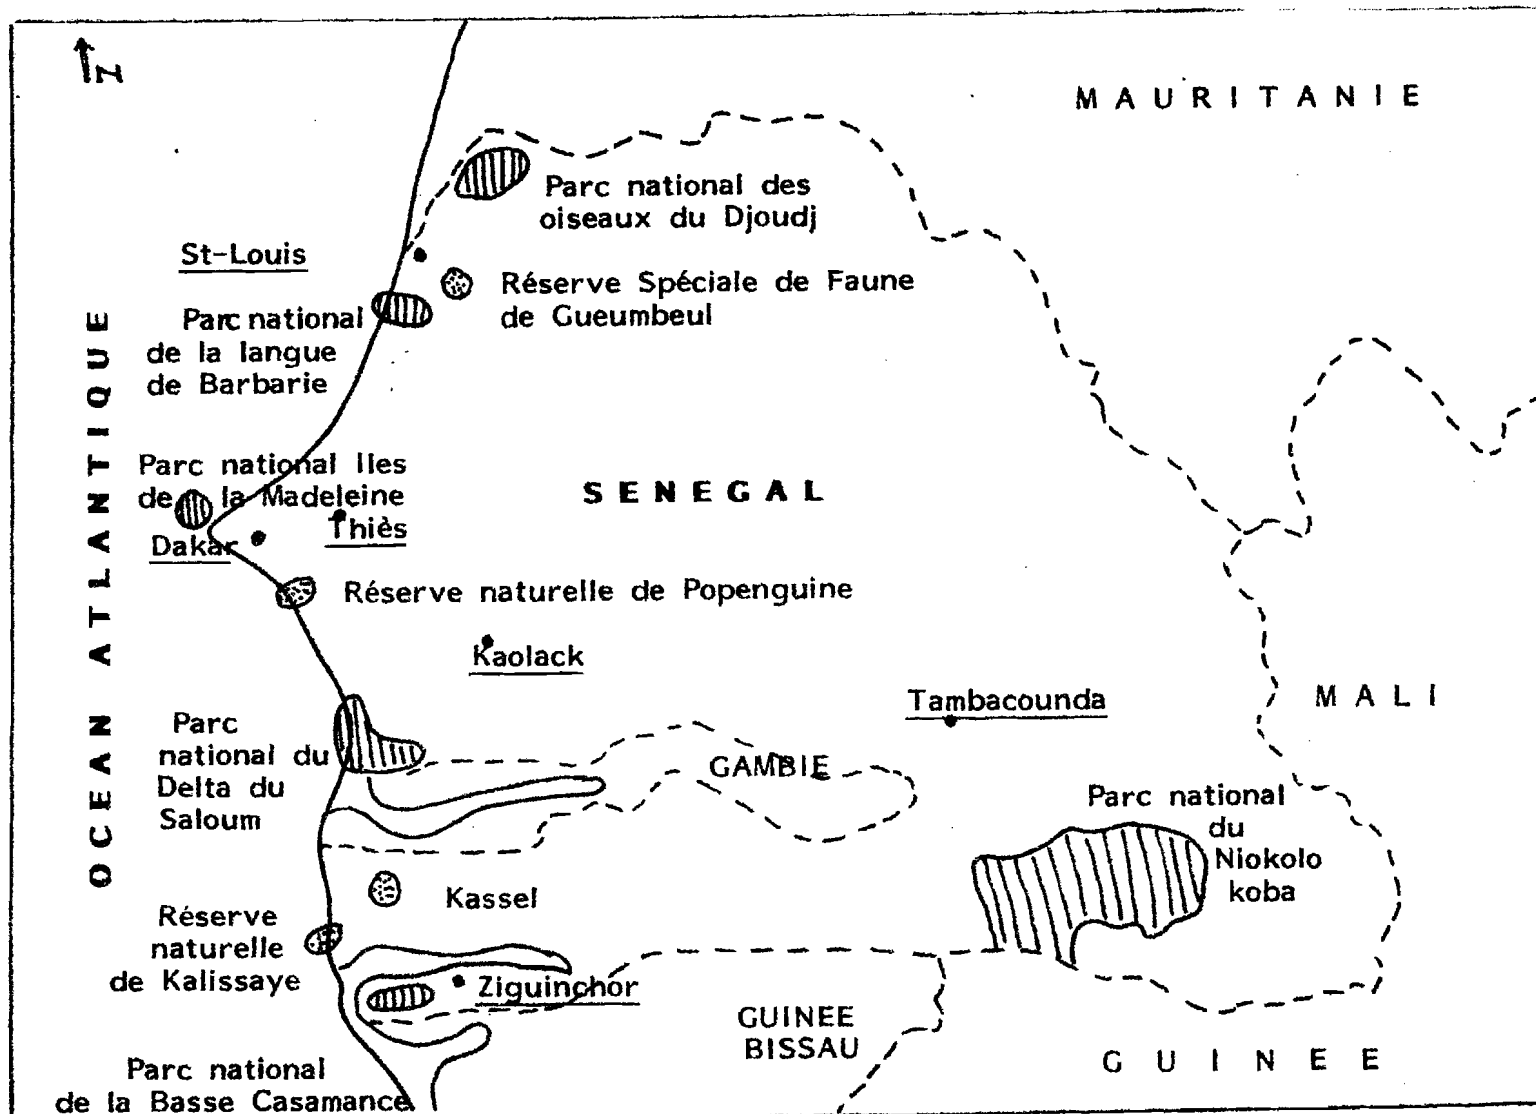 N
MAURITANIE
Parc national des
oiseaux du Djoudj
St-Louis
Réserve Spéciale de Faune
de Gueumbeul
Parc national
de la langue
de Barbarie
OCEAN ATLANTIQUE
Parc national Iles
de la Madeleine
SENEGAL
Thiès
Dakar
Réserve naturelle de Popenguine
Kaolack
Tambacounda
MALI
Parc
national du
Delta du
Saloum
GAMBIE
Parc national
du
Niokolo
koba
Kassel
Réserve
naturelle
de Kalissaye
Ziguinchor
GUINEE
BISSAU
GUINEE
Parc national
de la Basse Casamance